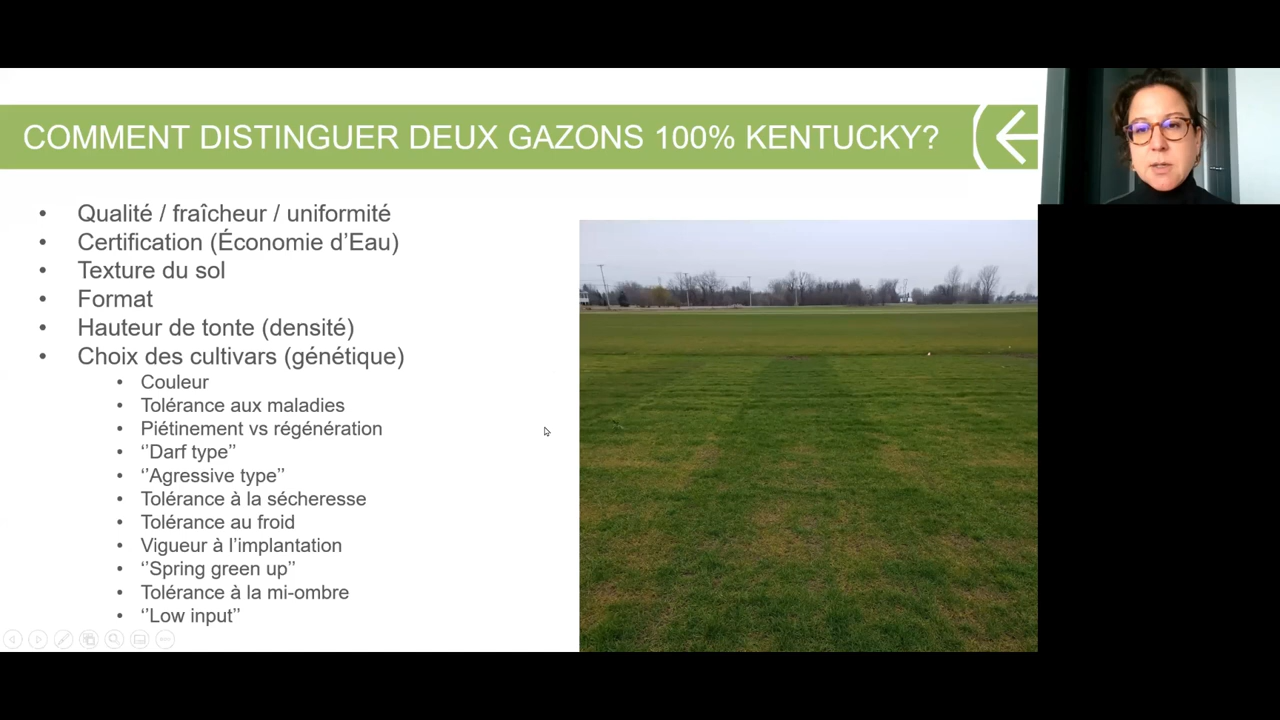 COMMENT DISTINGUER DEUX GAZONS 100% KENTUCKY?
• Qualité / fraîcheur / uniformité
• Certification (Économie d’Eau)
• Texture du sol
• Format
• Hauteur de tonte (densité)
• Choix des cultivars (génétique)
• Couleur
• Tolérance aux maladies
• Piétinement vs régénération
• ‘’Darf type’’
• ‘’Agressive type’’
• Tolérance à la sécheresse
• Tolérance au froid
• Vigueur à l’implantation
• ‘’Spring green up’’
• Tolérance à la mi-ombre
• ‘’Low input’’